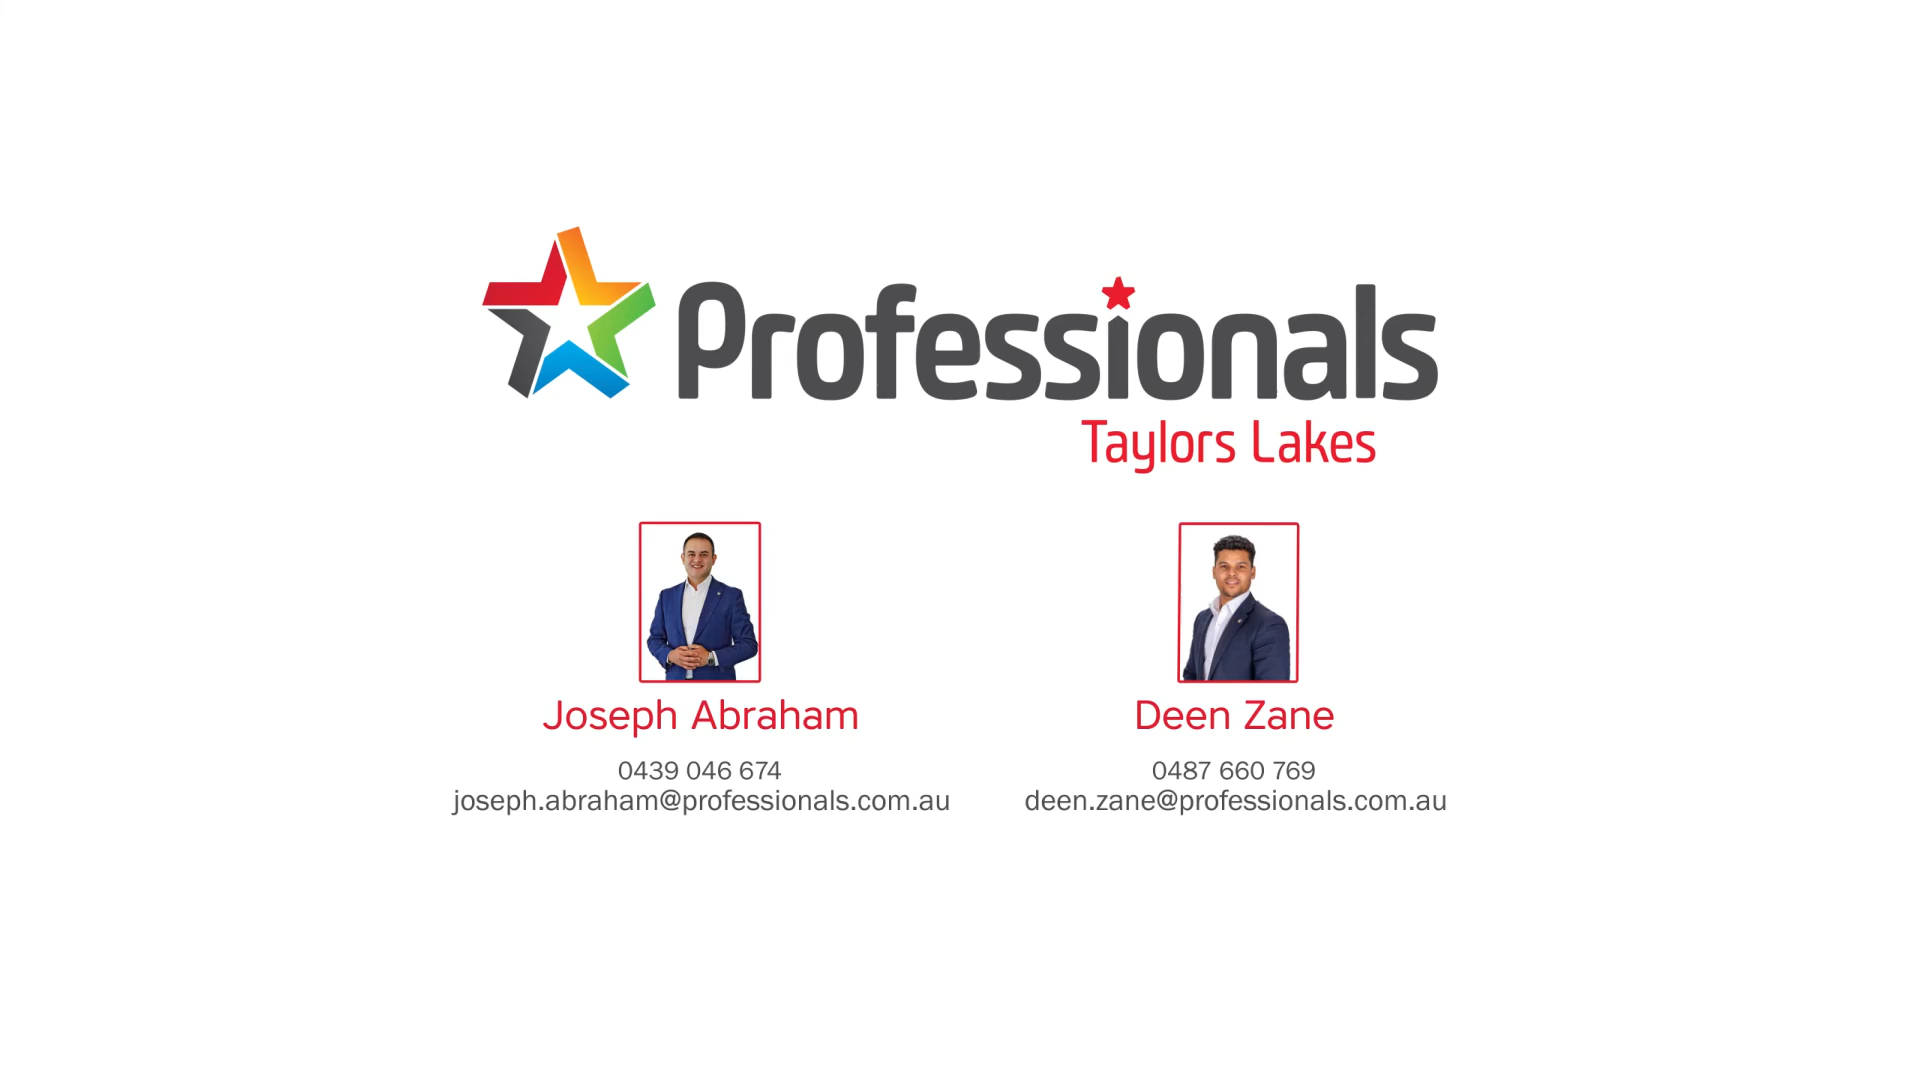 Professionals
Taylors Lakes
Joseph Abraham
0439 046 674
joseph.abraham@professionals.com.au
Deen Zane
0487 660 769
deen.zane@professionals.com.au